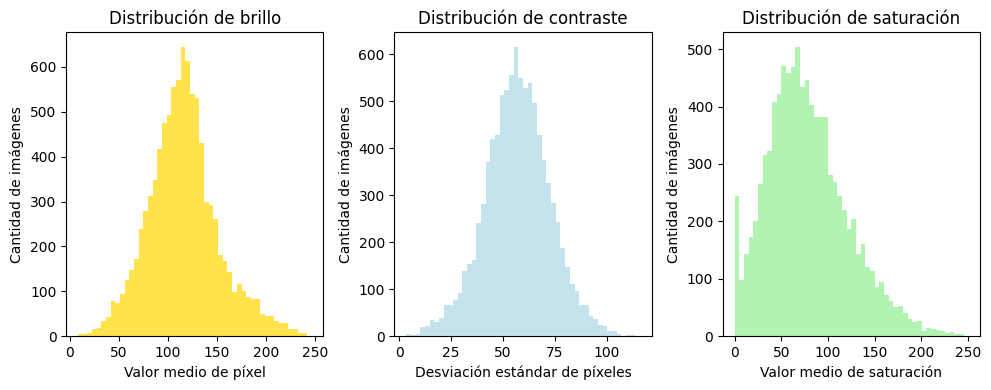 Distribución de brillo
Cantidad de imágenes
600
500
400
300
200
100
0
0 50 100 150 200 250
Valor medio de píxel
Distribución de contraste
Cantidad de imágenes
600
500
400
300
200
100
0
0 25 50 75 100
Desviación estándar de píxeles
Distribución de saturación
Cantidad de imágenes
500
400
300
200
100
0
0 50 100 150 200 250
Valor medio de saturación